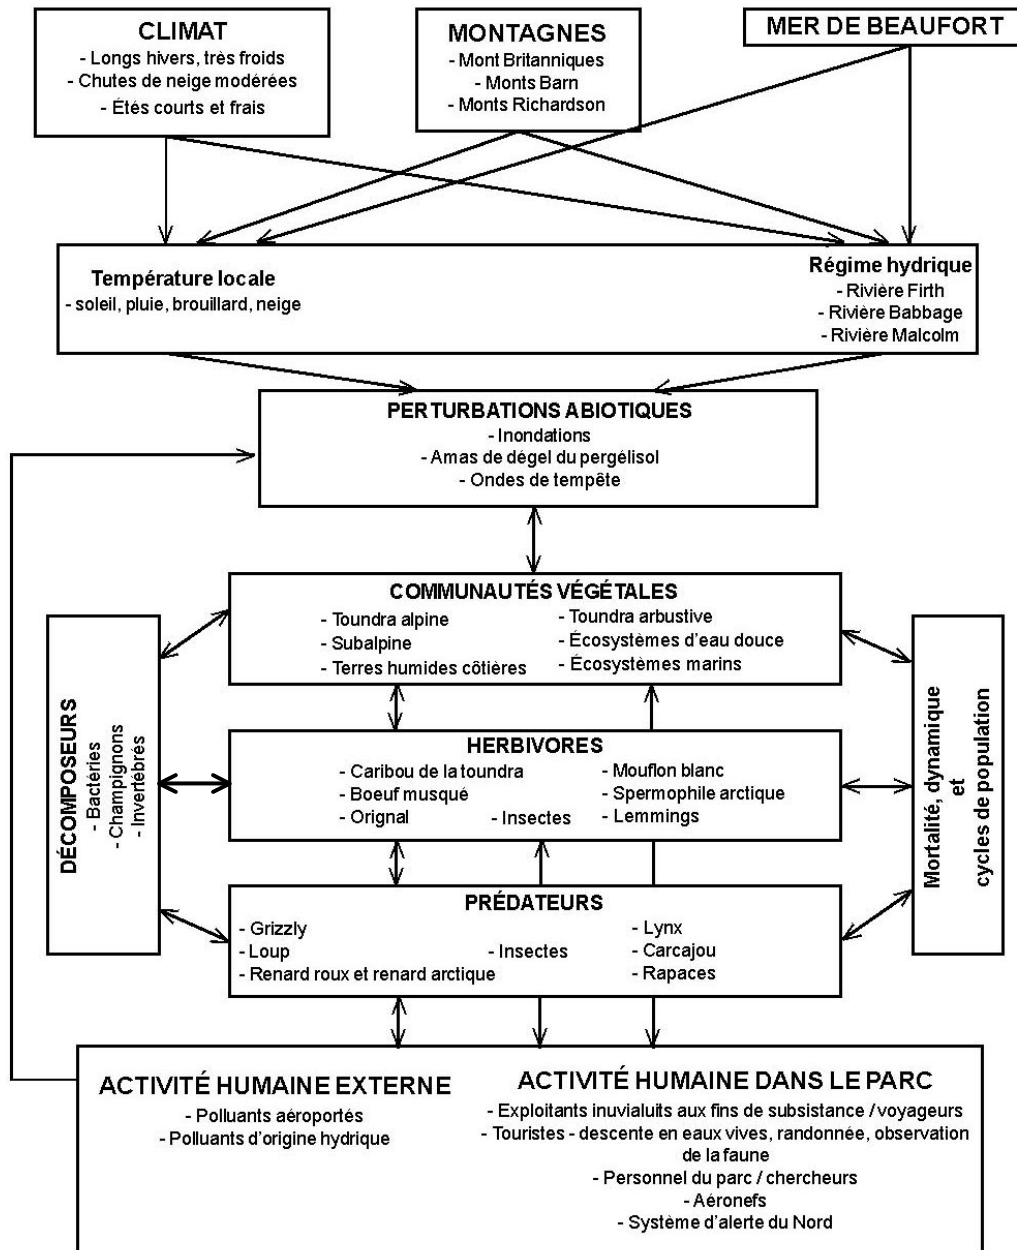 CLIMAT
- Longs hivers, très froids
- Chutes de neige modérées
- Étés courts et frais
MONTAGNES
- Mont Britanniques
- Monts Barn
- Monts Richardson
MER DE BEAUFORT
Température locale
- soleil, pluie, brouillard, neige
Régime hydrique
- Rivière Firth
- Rivière Babbage
- Rivière Malcolm
PERTURBATIONS ABIOTIQUES
- Inondations
- Amas de dégel du pergélisol
- Ondes de tempête
COMMUNAUTÉS VÉGÉTALES
- Toundra alpine
- Subalpine
- Terres humides côtières
- Toundra arbustive
- Écosystèmes d'eau douce
- Écosystèmes marins
DÉCOMPOSEURS
- Bactéries
- Champignons
- Invertébrés
HERBIVORES
- Caribou de la toundra
- Boeuf musqué
- Orignal
- Insectes
- Mouflon blanc
- Spermophile arctique
- Lemmings
Mortalité, dynamique
et
cycles de population
PRÉDATEURS
- Grizzly
- Loup
- Renard roux et renard arctique
- Insectes
- Lynx
- Carcajou
- Rapaces
ACTIVITÉ HUMAINE EXTERNE
- Polluants aéroportés
- Polluants d'origine hydrique
ACTIVITÉ HUMAINE DANS LE PARC
- Exploitants inuvialuits aux fins de subsistance / voyageurs
- Touristes - descente en eaux vives, randonnée, observation
de la faune
- Personnel du parc / chercheurs
- Aéronefs
- Système d'alerte du Nord